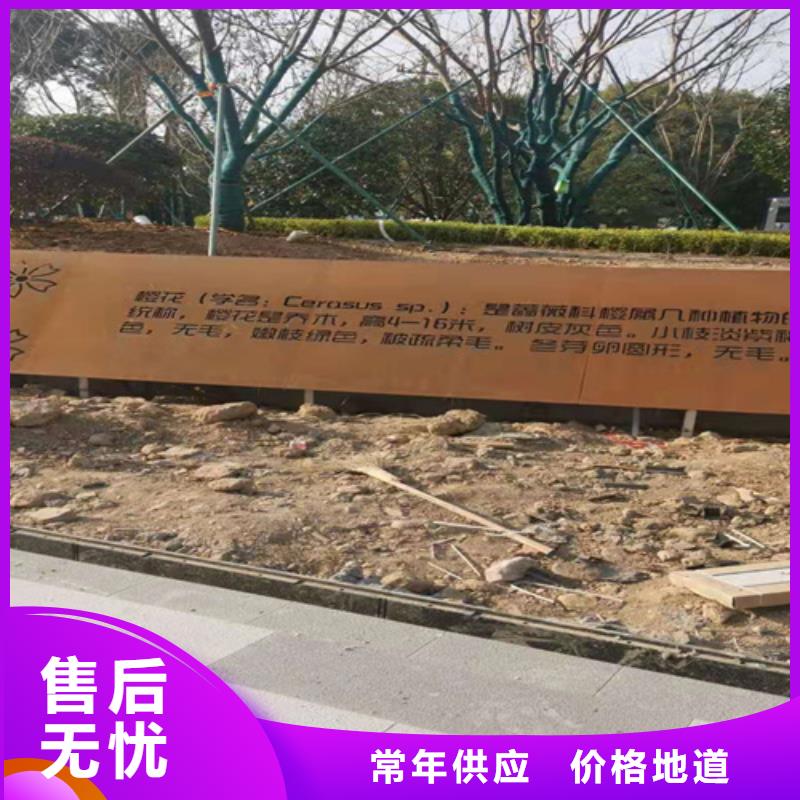 樱花（学名：Cerasus sp.）：是蔷薇科樱属几种植物的
统称，樱花是乔木，高4-16米，树皮灰色。小枝淡紫褐
色，无毛，嫩枝绿色，被疏柔毛。冬芽卵圆形，无毛。
售后
无忧
常年供应 价格地道